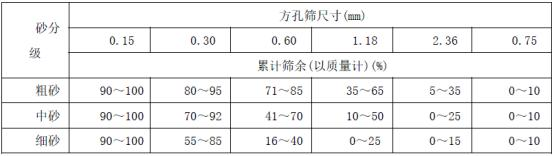 砂分级 方孔筛尺寸(mm)
0.15 0.30 0.60 1.18 2.36 0.75
累计筛余(以质量计)(%)
粗砂 90～100 80～95 71～85 35～65 5～35 0～10
中砂 90～100 70～92 41～70 10～50 0～25 0～10
细砂 90～100 55～85 16～40 0～25 0～15 0～10